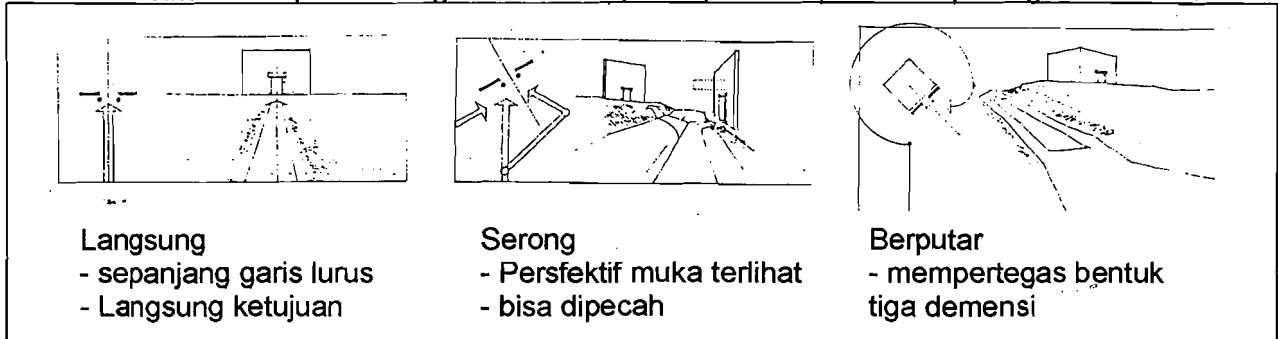 Langsung
- sepanjang garis lurus
- Langsung ketujuan
Serong
- Persfektif muka terlihat
- bisa dipecah
Berputar
- mempertegas bentuk
tiga demensi